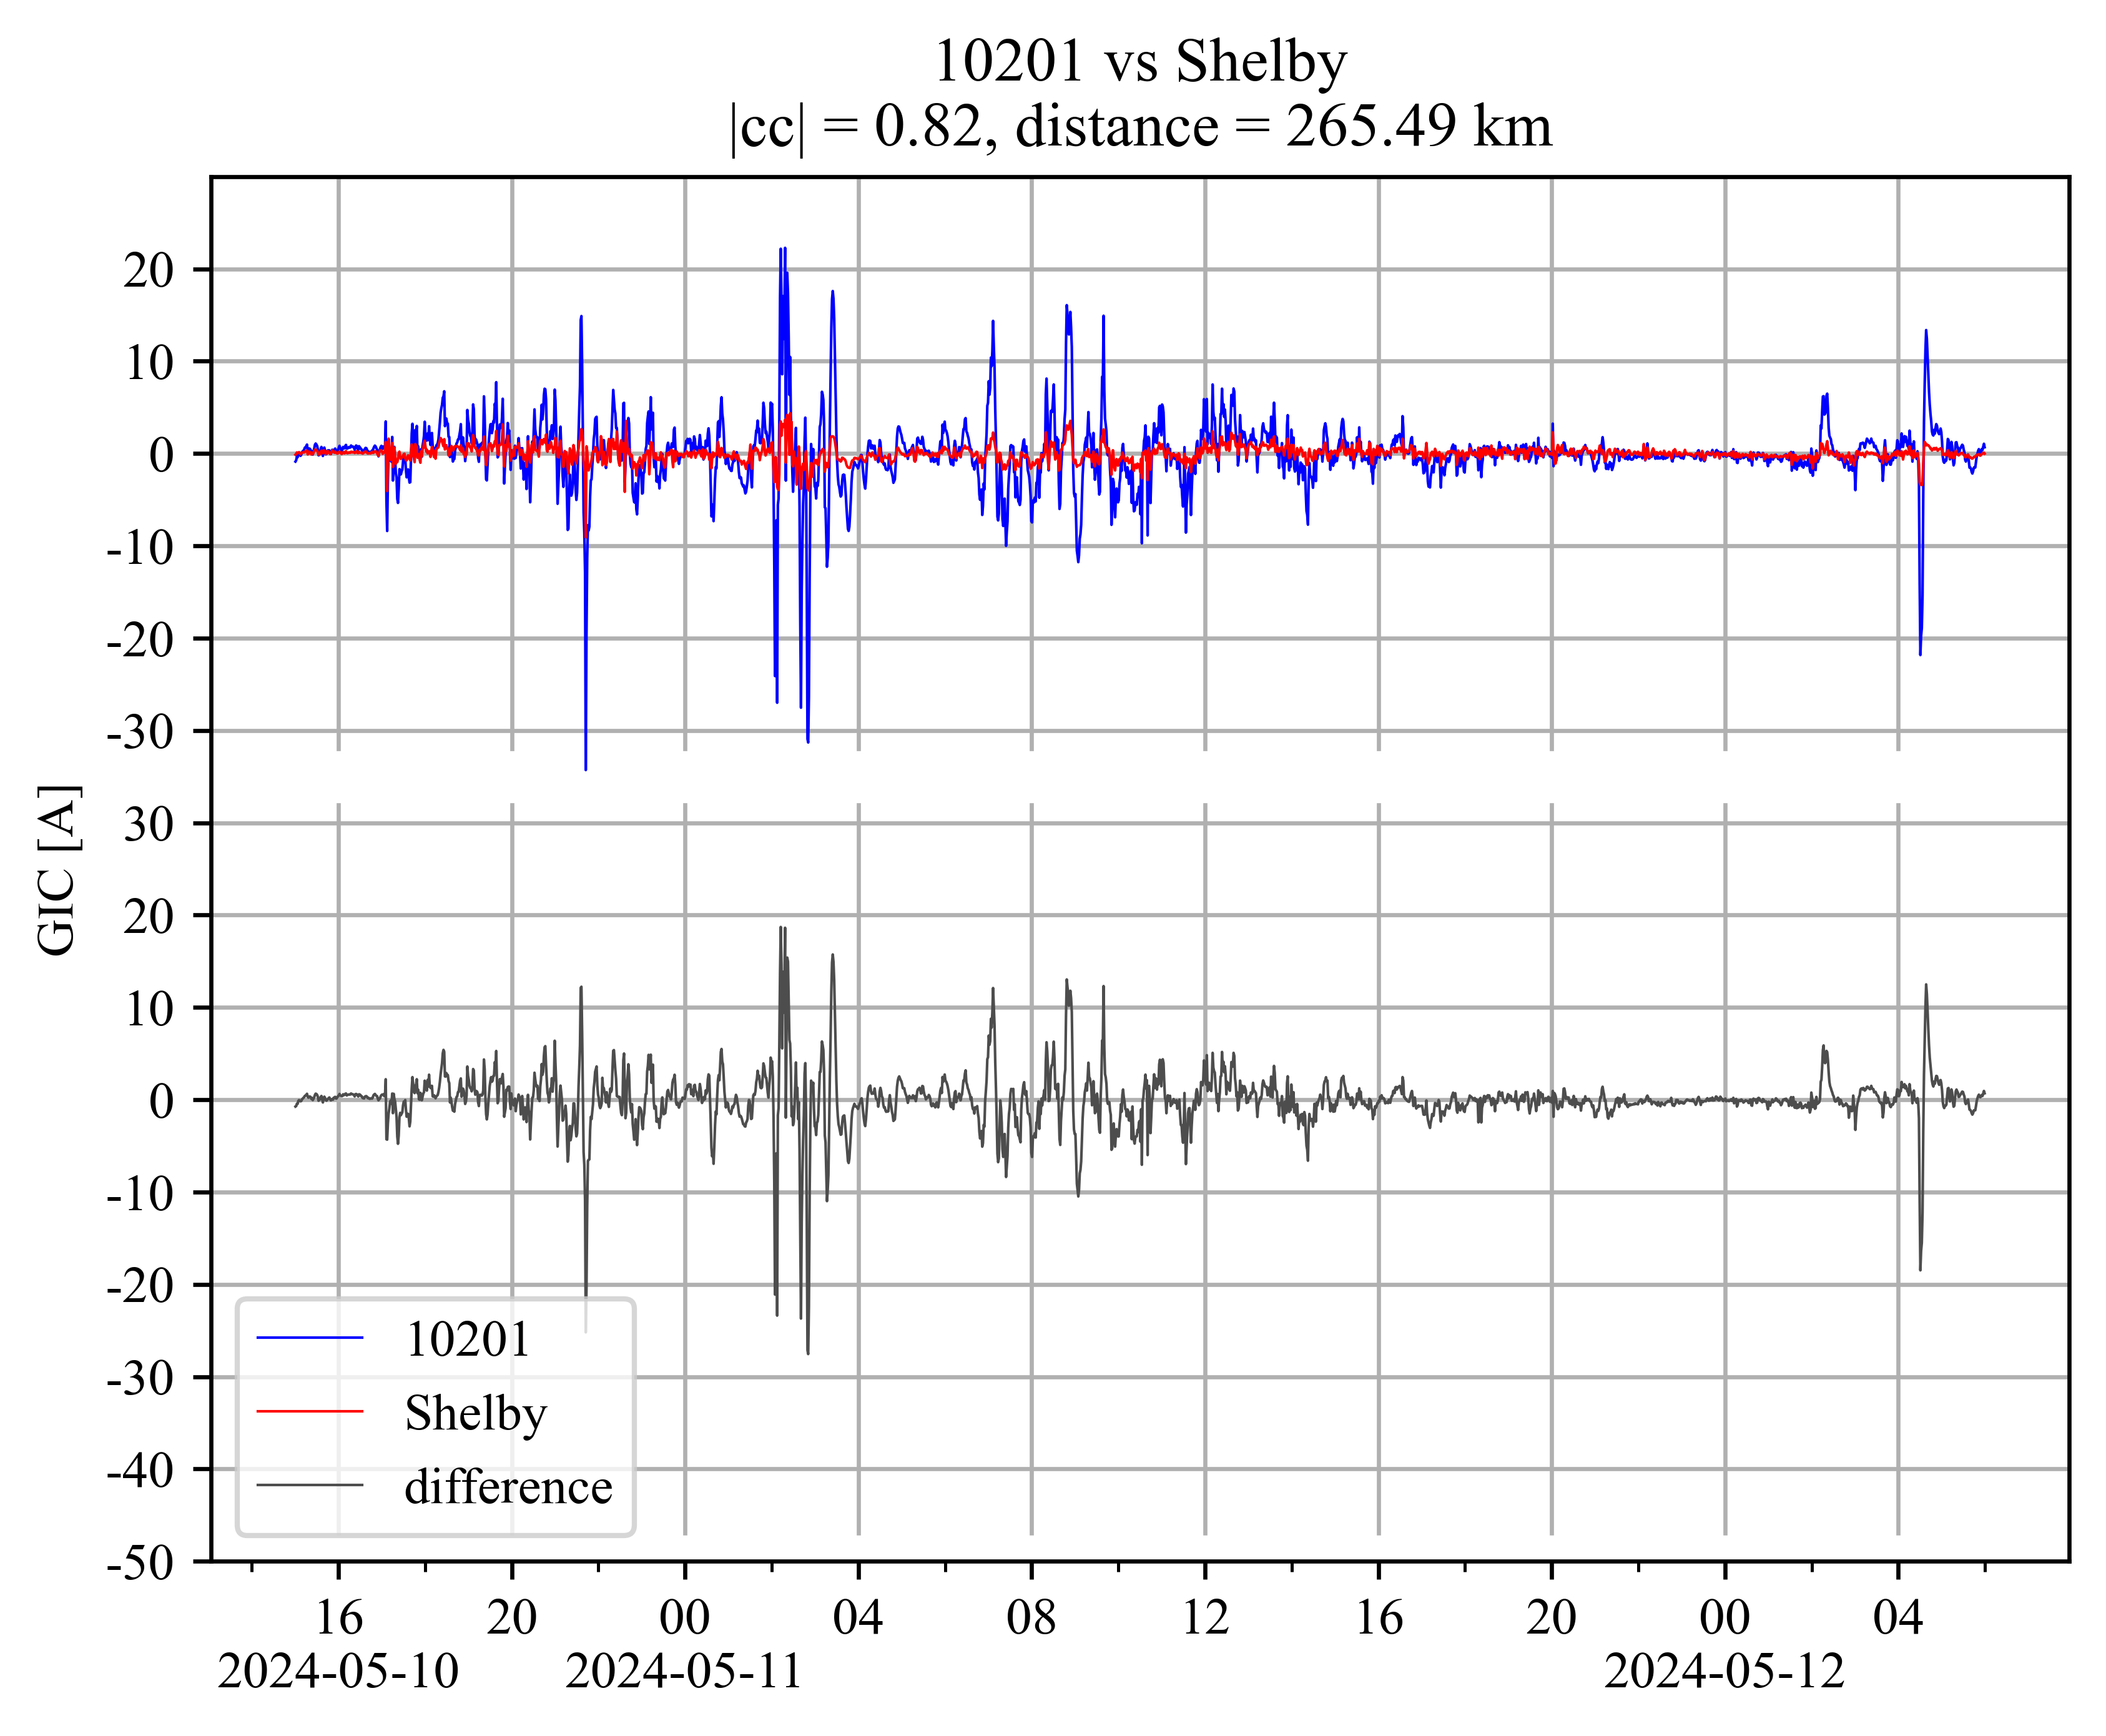 10201 vs Shelby
|cc| = 0.82, distance = 265.49 km
GIC [A]
20
10
0
-10
-20
-30
30
20
10
0
-10
-20
-30
-40
-50
10201
Shelby
difference
16 20 00 04 08 12 16 20 00 04
2024-05-10 2024-05-11 2024-05-12